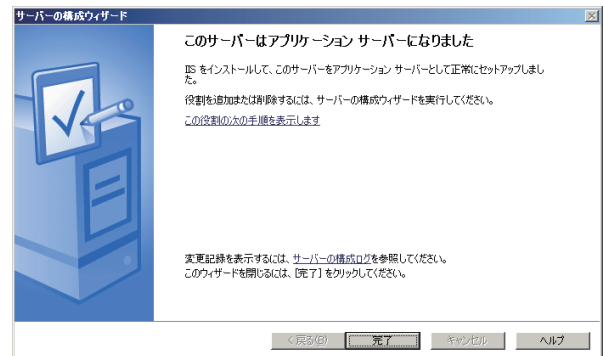 サーバーの構成ウィザード
このサーバーはアプリケーション サーバーになりました
IIS をインストールして、このサーバーをアプリケーション サーバーとして正常にセットアップしまし
た。
役割を追加または削除するには、サーバーの構成ウィザードを実行してください。
この役割の次の手順を表示します
変更記録を表示するには、サーバーの構成ログを参照してください。
このウィザードを閉じるには、[完了] をクリックしてください。
< 戻る(B) 完了 キャンセル ヘルプ